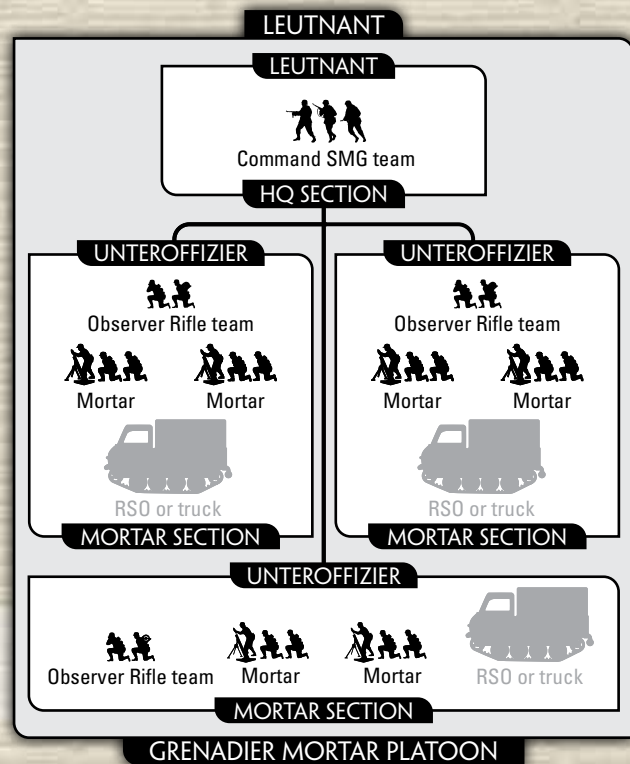 LEUTNANT
LEUTNANT
Command SMG team
HQ SECTION
UNTEROFFIZIER
Observer Rifle team
Mortar Mortar
RSO or truck
MORTAR SECTION
UNTEROFFIZIER
Observer Rifle team
Mortar Mortar
RSO or truck
MORTAR SECTION
UNTEROFFIZIER
Observer Rifle team Mortar Mortar RSO or truck
MORTAR SECTION
GRENADIER MORTAR PLATOON